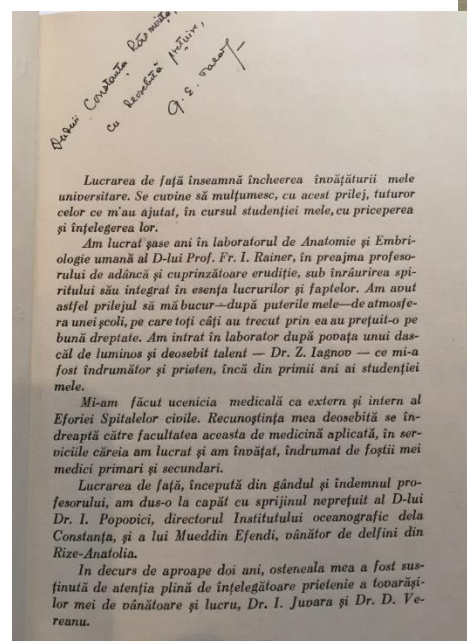 Dudnii Constanța
cu deosebită prețuire,
G. E.
Lucrarea de față înseamnă încheerea învățăturii mele
universitare. Se cuvine să mulțumesc, cu acest prilej, tuturor
celor ce m'au ajutat, în cursul studenției mele, cu priceperea
și înțelegerea lor.
Am lucrat șase ani în laboratorul de Anatomie și Embri-
ologie umană al D-lui Prof. Fr. I. Rainer, în preajma profeso-
rului de adâncă și cuprinzătoare erudiție, sub înrâurirea spi-
ritului său integrat în esența lucrurilor și faptelor. Am avut
astfel prilejul să mă bucur—după puterile mele—de atmosfe-
ra unei școli, pe care toți câți au trecut prin ea au prețuit-o pe
bună dreptate. Am intrat în laborator după povața unui das-
căl de luminos și deosebit talent — Dr. Z. Iagnov — ce mi-a
fost îndrumător și prieten, încă din primii ani ai studenției
mele.
Mi-am făcut ucenicia medicală ca extern și intern al
Eforiei Spitalelor civile. Recunoștința mea deosebită se în-
dreaptă către facultatea aceasta de medicină aplicată, în ser-
viciile căreia am lucrat și am învățat, îndrumat de foștii mei
medici primari și secundari.
Lucrarea de față, începută din gândul și îndemnul pro-
fesorului, am dus-o la capăt cu sprijinul neprețuit al D-lui
Dr. I. Popovici, directorul Institutului oceanografic dela
Constanța, și a lui Mueddin Efendi, vânător de delfini din
Rize-Anatolia.
In decurs de aproape doi ani, osteneala mea a fost sus-
ținută de atenția plină de înțelegătoare prietenie a tovarăși-
lor mei de vânătoare și lucru, Dr. I. Juvara și Dr. D. Ve-
reanu.